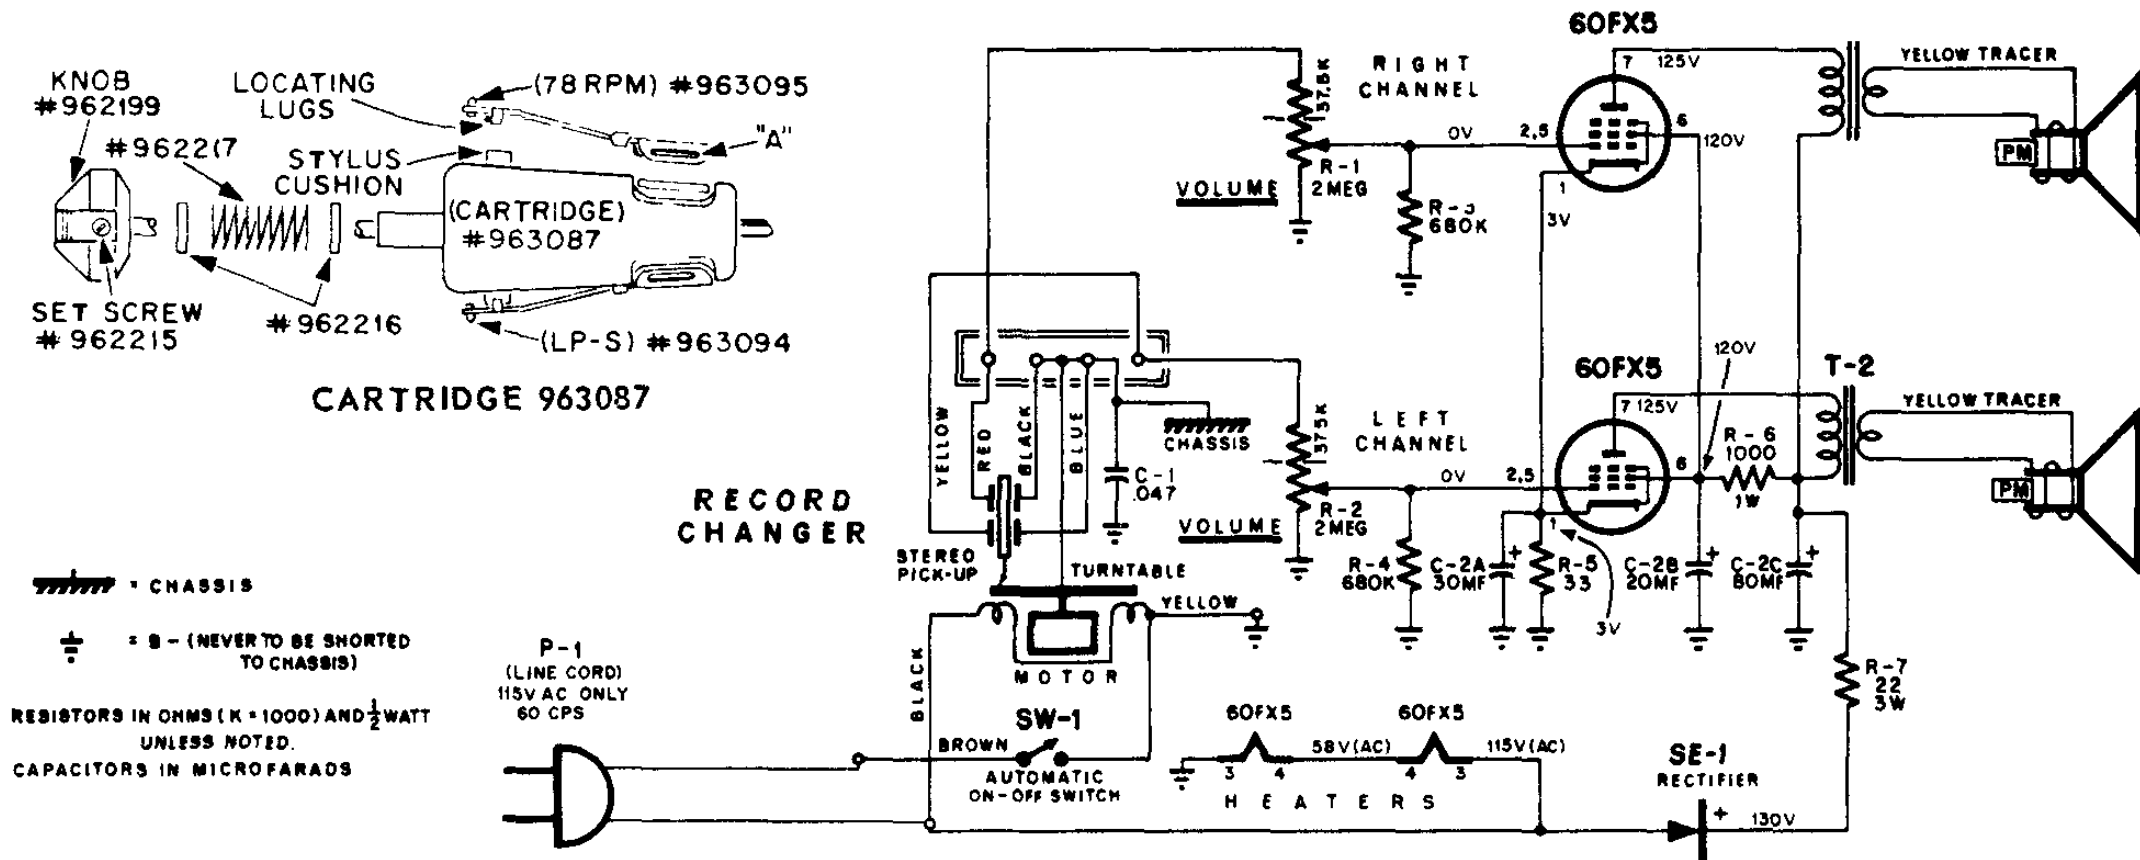 KNOB
#962199
LOCATING
LUGS
(78 RPM) #963095
"A"
#962217
STYLUS
CUSHION
(CARTRIDGE)
#963087
SET SCREW
#962215
#962216
(LP-S) #963094
CARTRIDGE 963087
60FX5
RIGHT
CHANNEL
37.5K
7
125V
YELLOW TRACER
0V
2,5
6
120V
R-1
2MEG
VOLUME
1
3V
680K
PM
60FX5
120V
T-2
7 125V
YELLOW TRACER
LEFT
CHANNEL
375K
R-6
1000
1W
0V
2,5
6
R-2
2MEG
VOLUME
1
PM
YELLOW
RED
BLACK
BLUE
CHASSIS
C-1
.047
RECORD
CHANGER
STEREO
PICK-UP
TURNTABLE
R-4
680K
C-2A
30MF
R-5
33
C-2B
20MF
C-2C
80MF
3V
YELLOW
MOTOR
BLACK
R-7
22
3W
= CHASSIS
= B- (NEVER TO BE SHORTED
TO CHASSIS)
RESISTORS IN OHMS (K = 1000) AND ½ WATT
UNLESS NOTED.
CAPACITORS IN MICROFARADS
P-1
(LINE CORD)
115V AC ONLY
60 CPS
SW-1
BROWN
AUTOMATIC
ON-OFF SWITCH
60FX5
60FX5
58V(AC)
115V(AC)
3
4
4
3
HEATERS
SE-1
RECTIFIER
+
130V